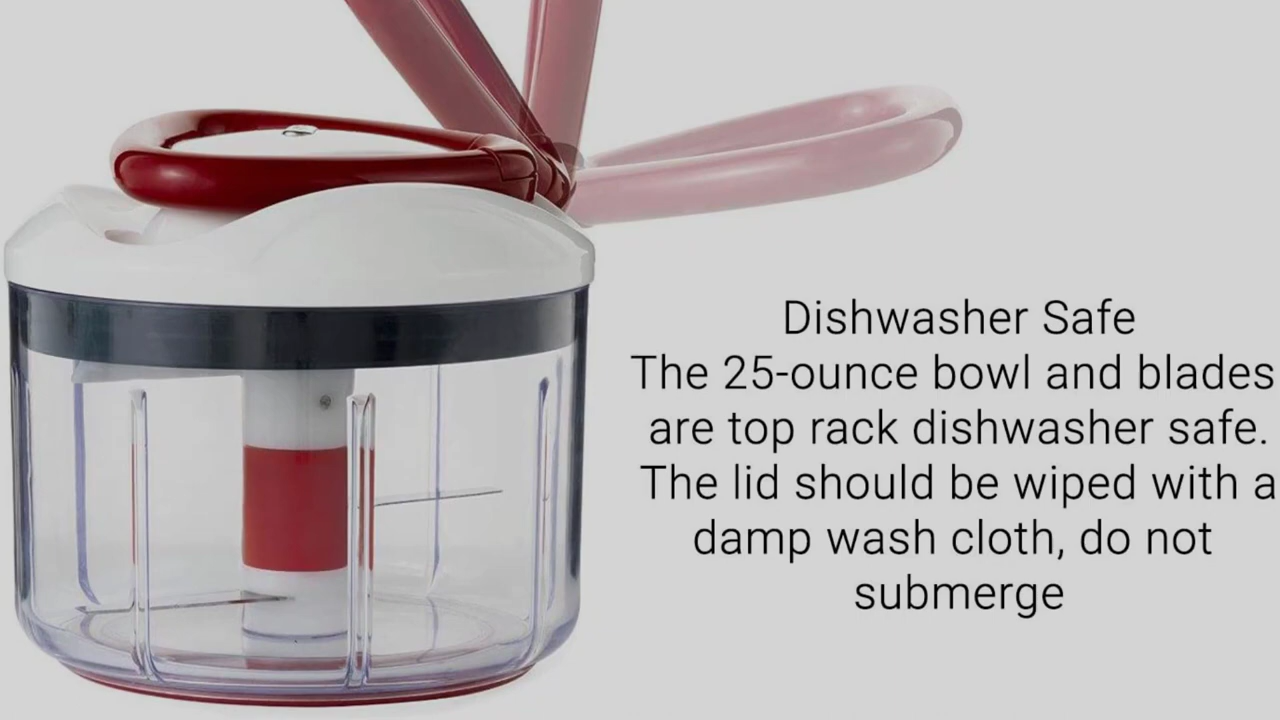 Dishwasher Safe
The 25-ounce bowl and blades
are top rack dishwasher safe.
The lid should be wiped with a
damp wash cloth, do not
submerge